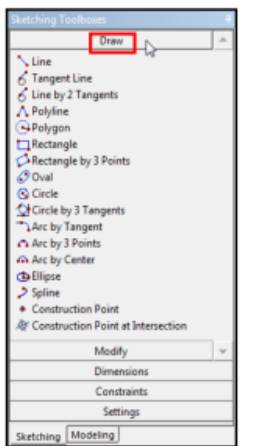 Sketching Toolboxes
Draw
Line
Tangent Line
Line by 2 Tangents
Polyline
Polygon
Rectangle
Rectangle by 3 Points
Oval
Circle
Circle by 3 Tangents
Arc by Tangent
Arc by 3 Points
Arc by Center
Ellipse
Spline
Construction Point
Construction Point at Intersection
Modify
Dimensions
Constraints
Settings
Sketching Modeling